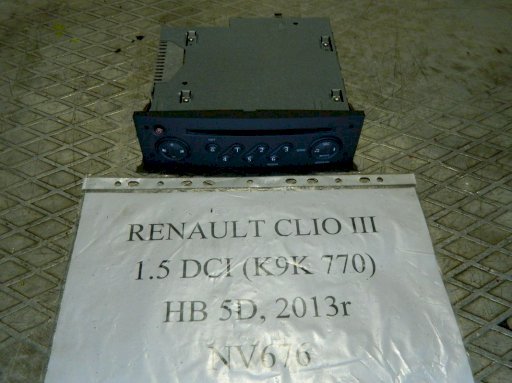 RENAULT CLIO III
1.5 DCI (K9K 770)
HB 5D, 2013r
NV676